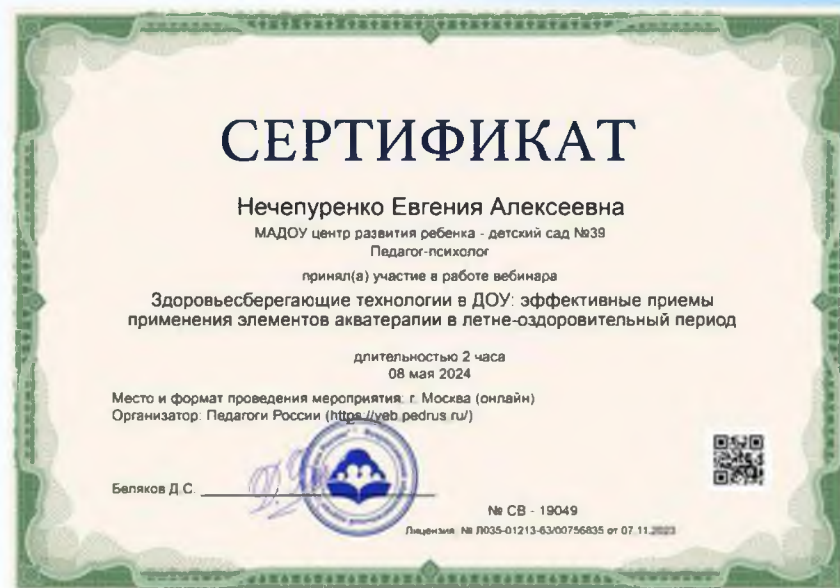 СЕРТИФИКАТ
Нечепуренко Евгения Алексеевна
МАДОУ центр развития ребенка - детский сад №39
Педагог-психолог
принял(а) участие в работе вебинара
Здоровьесберегающие технологии в ДОУ: эффективные приемы
применения элементов акватерапии в летне-оздоровительный период
длительностью 2 часа
08 мая 2024
Место и формат проведения мероприятия: г. Москва (онлайн)
Организатор: Педагоги России (https://veb.pedrus.ru/)
Беляков Д.С.
№ СВ - 19049
Лицензия: № Л035-01213-63/00756835 от 07.11.2023